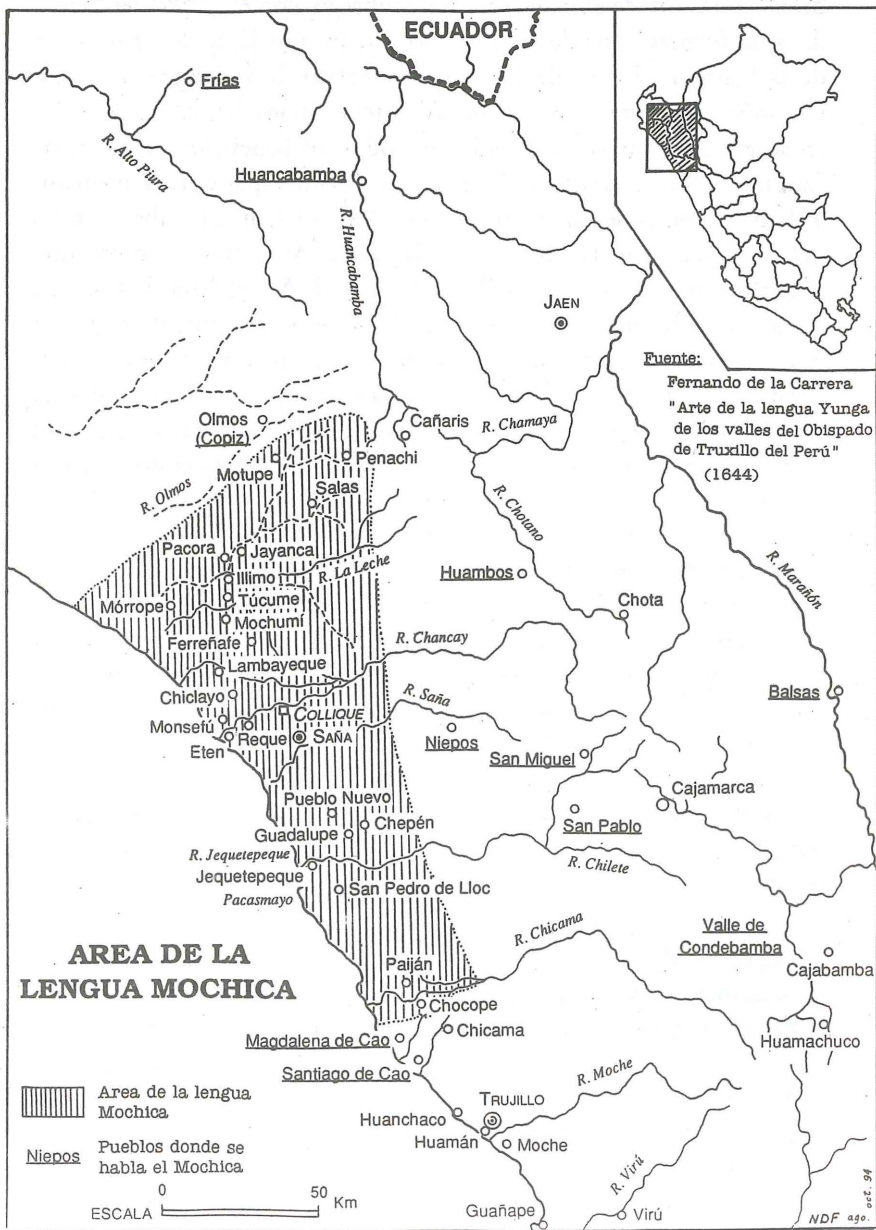 ECUADOR
Frías
R. Alto Piura
Huancabamba
R. Huancabamba
JAEN
Fuente:
Fernando de la Carrera
"Arte de la lengua Yunga
de los valles del Obispado
de Truxillo del Perú"
(1644)
Olmos
(Copiz)
Cañaris
R. Chamaya
Motupe
Penachi
R. Olmos
Salas
R. Chotano
Pacora
Jayanca
R. La Leche
Illimo
Huambos
R. Marañón
Mórrope
Túcume
Chota
Mochumí
Ferreñafe
R. Chancay
Lambayeque
Chiclayo
R. Saña
Balsas
COLLIQUE
Monsefú
Reque
SAÑA
Niepos
Eten
San Miguel
Pueblo Nuevo
Cajamarca
Chepén
San Pablo
Guadalupe
R. Jequetepeque
Jequetepeque
R. Chilete
San Pedro de Lloc
Pacasmayo
R. Chicama
Valle de
Condebamba
AREA DE LA
LENGUA MOCHICA
Paiján
Cajabamba
Chocope
Chicama
Magdalena de Cao
Huamachuco
Santiago de Cao
R. Moche
Area de la lengua
Mochica
TRUJILLO
Huanchaco
Huamán
Moche
Niepos
Pueblos donde se
habla el Mochica
R. Virú
ESCALA 0 50 Km
Guañape
Virú
NDF ago. oct. 94